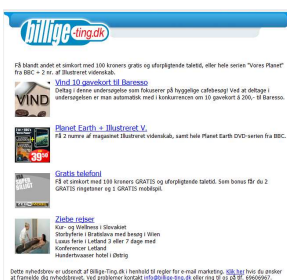 billige-ting.dk
Få blandt andet et simkort med 100 kroners gratis og uforpligtende taletid, eller hele serien "Vores Planet"
fra BBC + 2 nr. af Illustreret videnskab.
VIND
Vind 10 gavekort til Baresso
Deltag i denne undersøgelse som fokuserer på hyggelige cafebesøg! Ved at deltage i
undersøgelsen er man automatisk med i konkurrencen om 10 gavekort á 200,- til Baresso.
3950
Planet Earth + Illustreret V.
Få 2 numre af magasinet Illustreret videnskab, samt hele Planet Earth DVD-serien fra BBC.
Gratis telefoni
Få et simkort med 100 kroners GRATIS og uforpligtende taletid. Som bonus får du 2
GRATIS ringetoner og 1 GRATIS mobilspil.
Ziebe rejser
Kur- og Wellness i Slovakiet
Storbyferie i Bratislava med besøg i Wien
Luxus ferie i Letland 3 eller 7 dage med
Konferencer Letland
Hundertwasser hotel i Østrig
Dette nyhedsbrev er udsendt af Billige-Ting.dk i henhold til regler for e-mail marketing. Klik her hvis du ønsker
at framelde dig nyhedsbrevet. Ved problemer kontakt info@billige-ting.dk eller ring til os på tlf. 69606967.